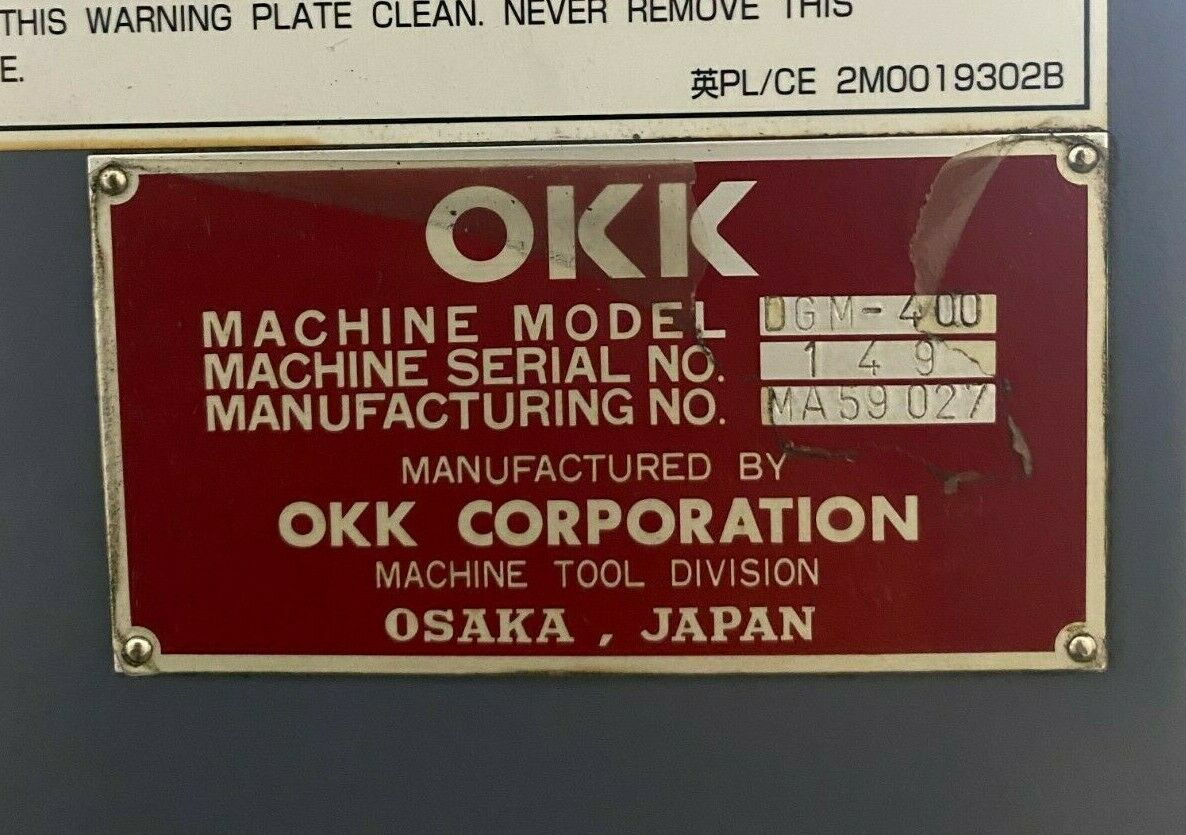 THIS WARNING PLATE CLEAN. NEVER REMOVE THIS
E.
英PL/CE 2M0019302B
OKK
MACHINE MODEL DGM-400
MACHINE SERIAL NO. 149
MANUFACTURING NO. MA59027
MANUFACTURED BY
OKK CORPORATION
MACHINE TOOL DIVISION
OSAKA, JAPAN